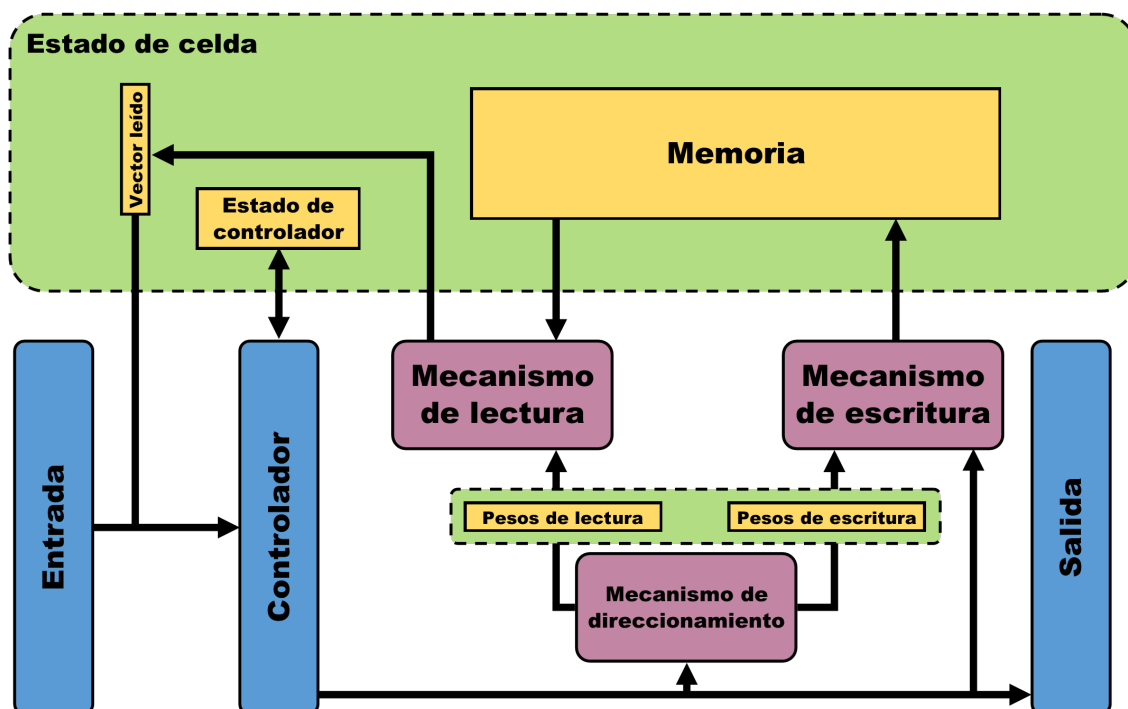 Estado de celda
Vector leído
Memoria
Estado de
controlador
Mecanismo
de lectura
Mecanismo
de escritura
Entrada
Controlador
Pesos de lectura
Pesos de escritura
Salida
Mecanismo de
direccionamiento